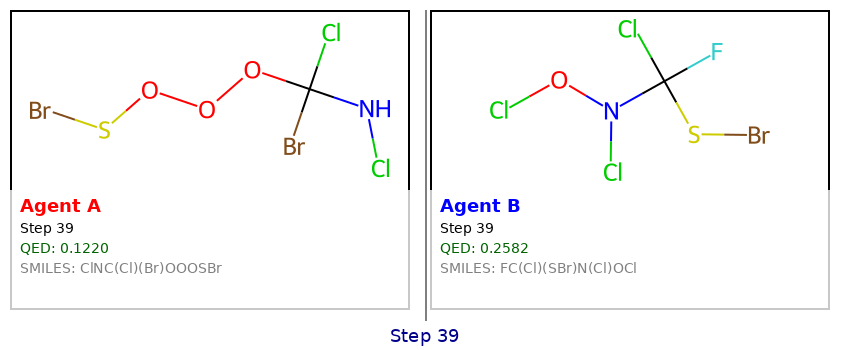 Cl
O
O
O
Br
S
NH
Br
Cl
Agent A
Step 39
QED: 0.1220
SMILES: ClNC(Cl)(Br)OOOSBr
Cl
F
O
Cl
N
S
Br
Cl
Agent B
Step 39
QED: 0.2582
SMILES: FC(Cl)(SBr)N(Cl)OCl
Step 39